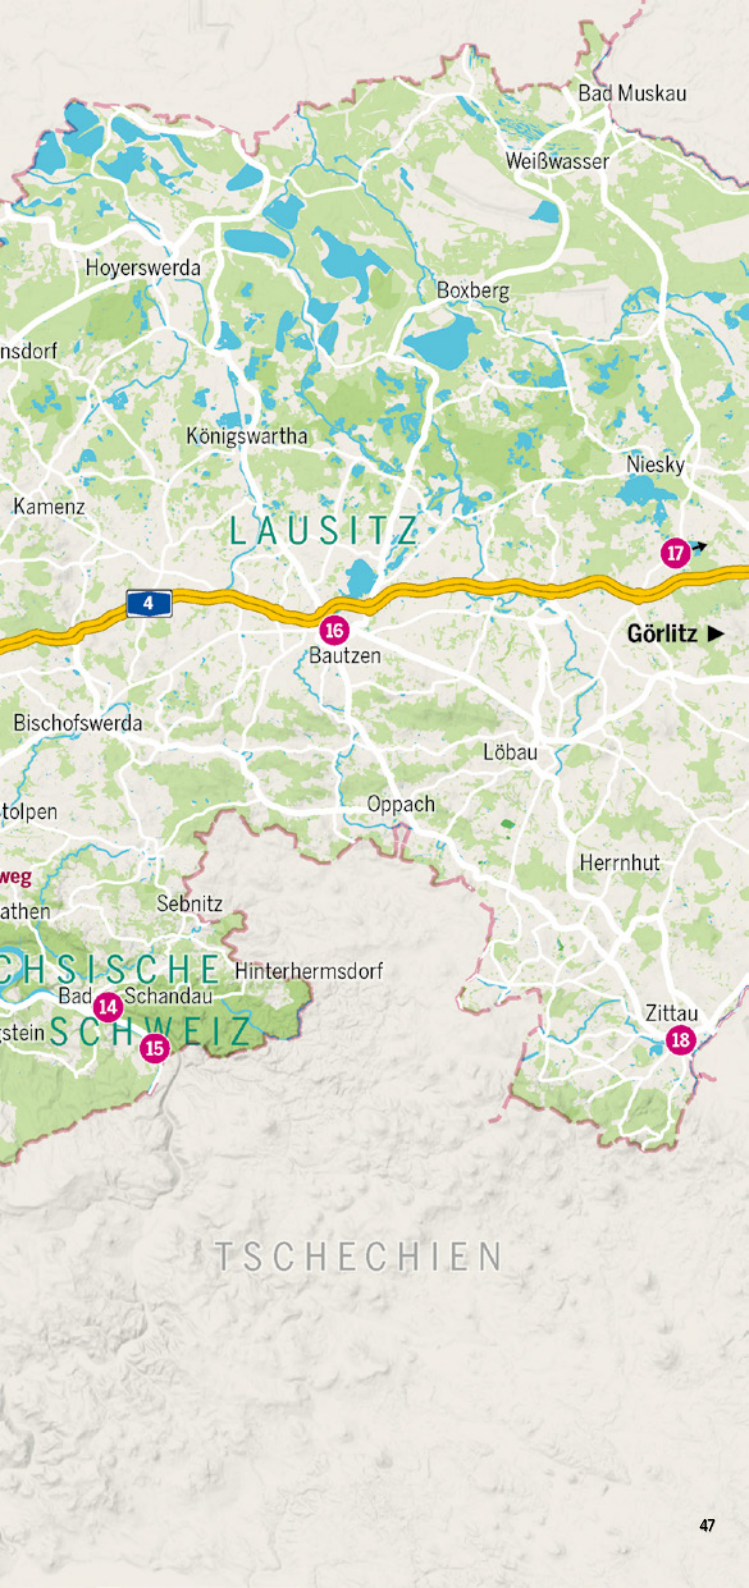 Bad Muskau
Weißwasser
Hoyerswerda
Boxberg
nsdorf
Königswartha
Niesky
Kamenz
LAUSITZ
17
4
16
Görlitz ►
Bautzen
Bischofswerda
Löbau
Oppach
tolpen
Herrnhut
weg
Sebnitz
athen
CHSISCHE
Hinterhermsdorf
Bad
14
Schandau
Zittau
gstein
SCHWEIZ
15
18
TSCHECHIEN
47